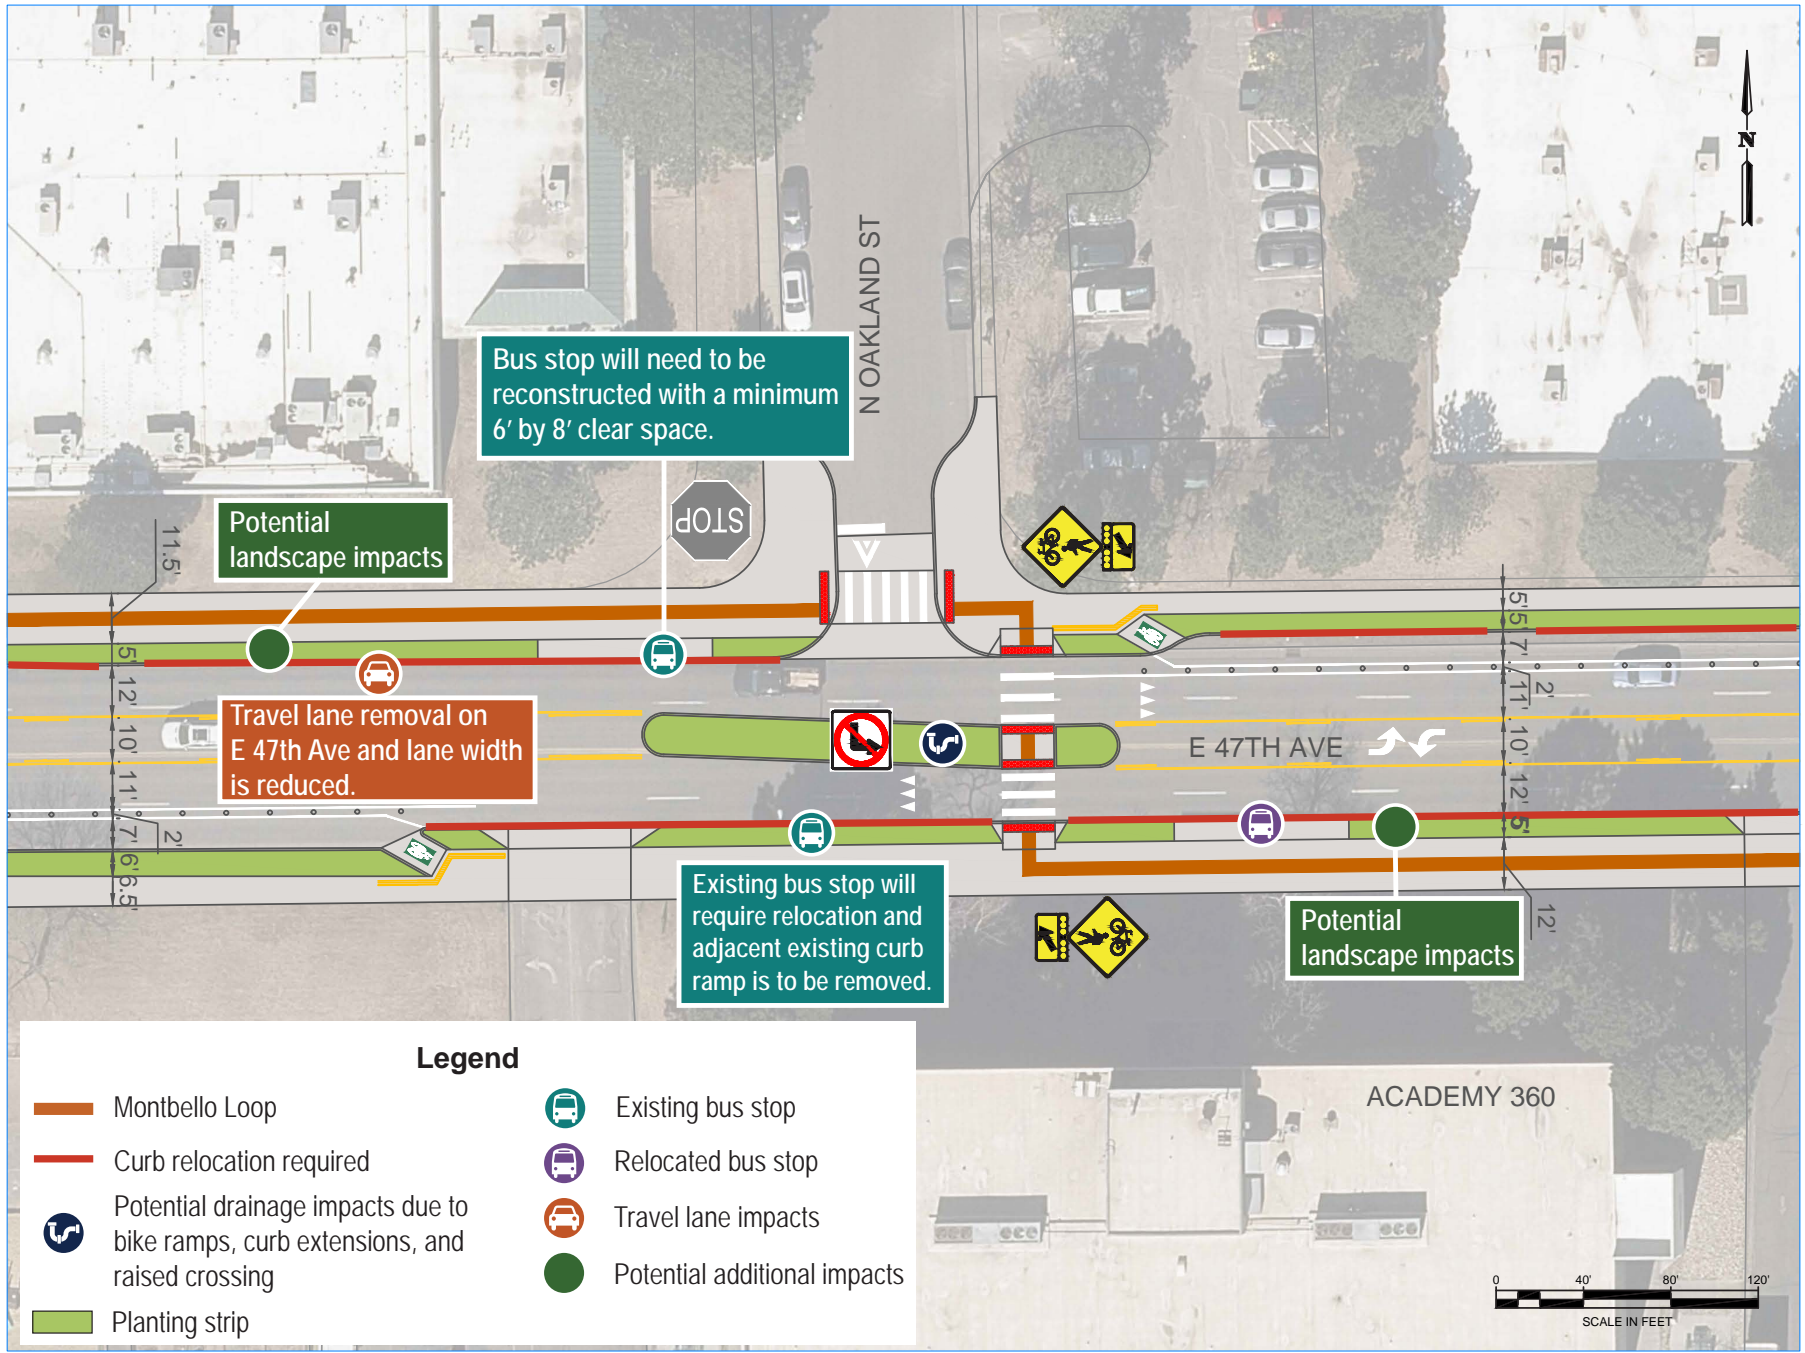 N
N OAKLAND ST
Bus stop will need to be
reconstructed with a minimum
6' by 8' clear space.
STOP
Potential
landscape impacts
11.5'
5'
12'
10'
11'
7'
2'
6'
6.5'
Travel lane removal on
E 47th Ave and lane width
is reduced.
E 47TH AVE
5'
5'
7'
2'
11'
10'
12'
5'
12'
Existing bus stop will
require relocation and
adjacent existing curb
ramp is to be removed.
Potential
landscape impacts
ACADEMY 360
Legend
Montbello Loop
Curb relocation required
Potential drainage impacts due to
bike ramps, curb extensions, and
raised crossing
Planting strip
Existing bus stop
Relocated bus stop
Travel lane impacts
Potential additional impacts
0 40' 80' 120'
SCALE IN FEET